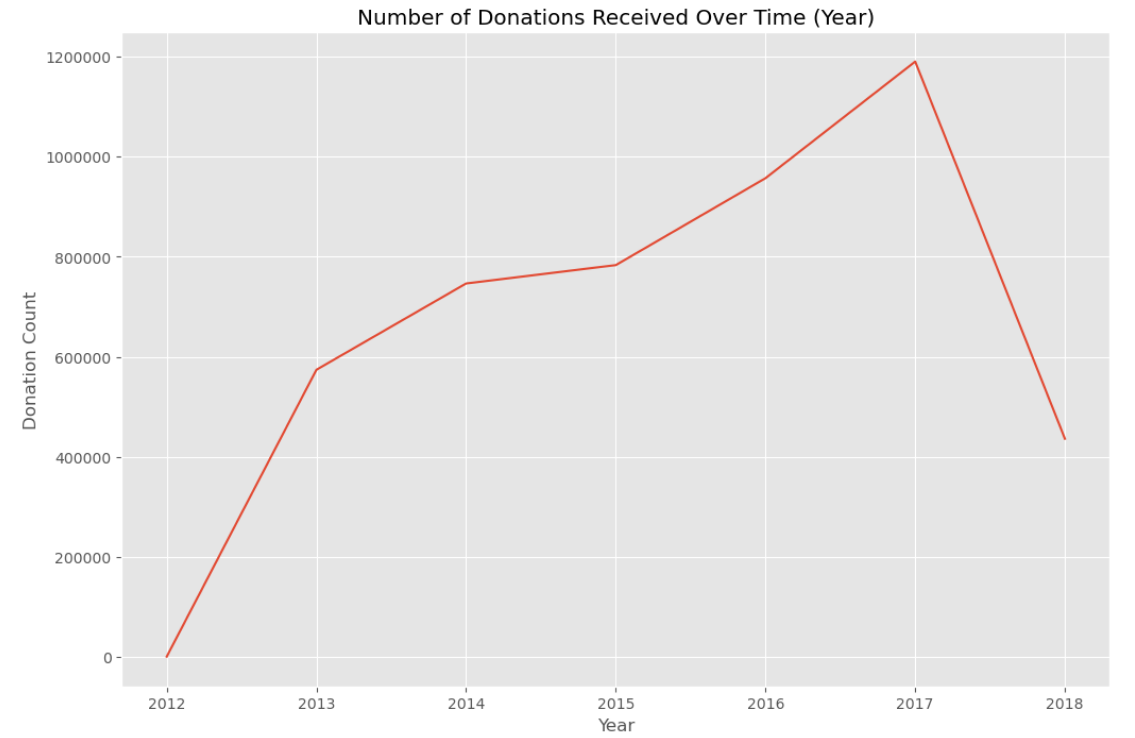 Number of Donations Received Over Time (Year)
1200000
1000000
800000
600000
400000
200000
0
Donation Count
2012 2013 2014 2015 2016 2017 2018
Year